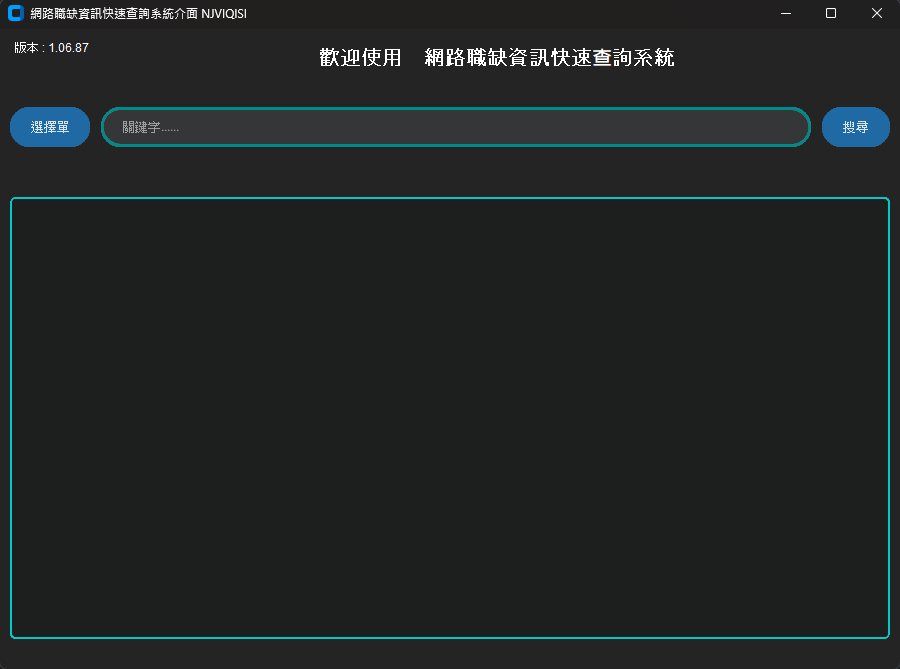 網路職缺資訊快速查詢系統介面 NJVIQISI
版本 : 1.06.87
歡迎使用　網路職缺資訊快速查詢系統
選擇單
關鍵字......
搜尋